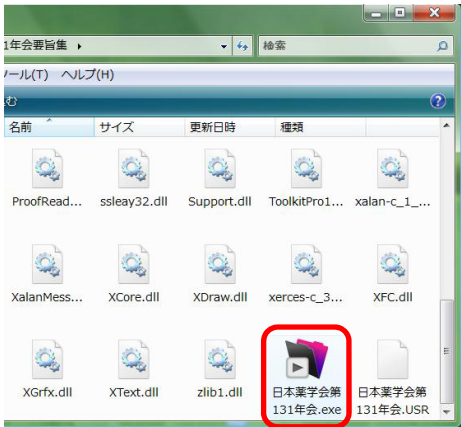 1年会要旨集
検索
ツール(T) ヘルプ(H)
む
名前 サイズ 更新日時 種類
ProofRead... ssleay32.dll Support.dll ToolkitPro1... xalan-c_1_...
XalanMess... XCore.dll XDraw.dll xerces-c_3... XFC.dll
XGrfx.dll XText.dll zlib1.dll 日本薬学会第 日本薬学会第
131年会.exe 131年会.USR